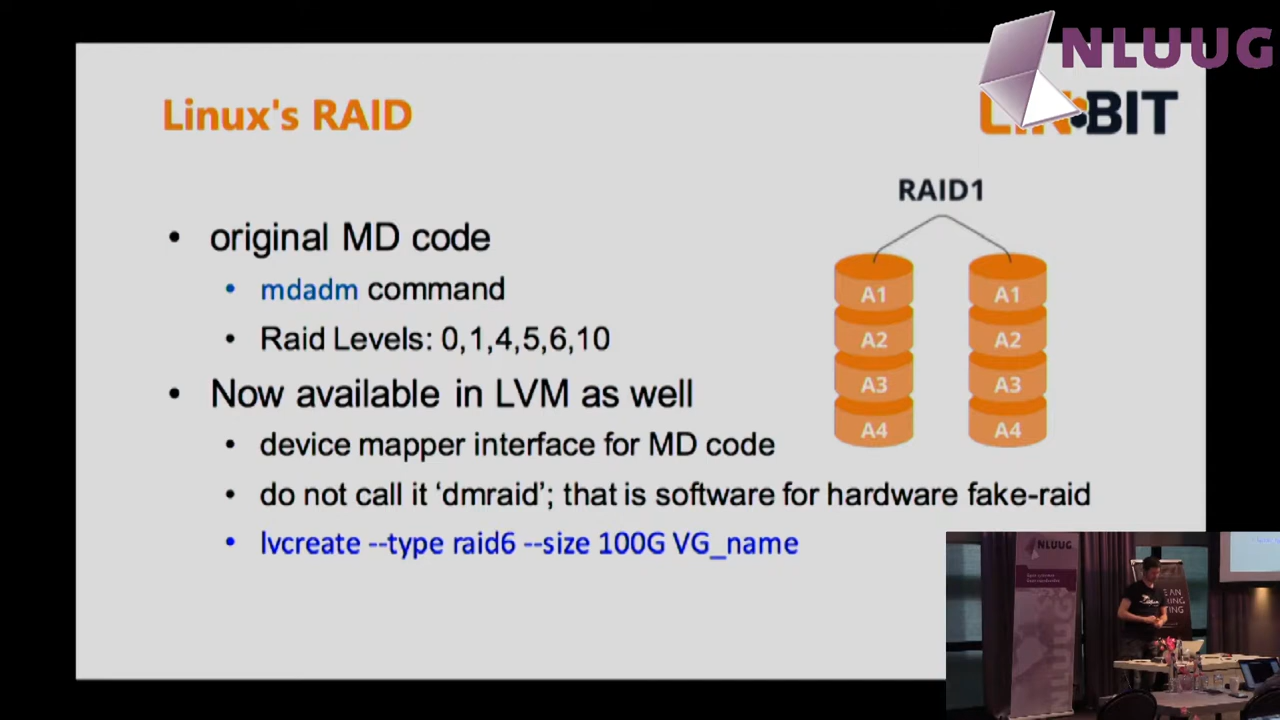 NLUUG
Linux's RAID
LINBIT
RAID1
• original MD code
• mdadm command
• Raid Levels: 0,1,4,5,6,10
• Now available in LVM as well
• device mapper interface for MD code
• do not call it ‘dmraid’; that is software for hardware fake-raid
• lvcreate --type raid6 --size 100G VG_name
A1 A1
A2 A2
A3 A3
A4 A4
NLUUG